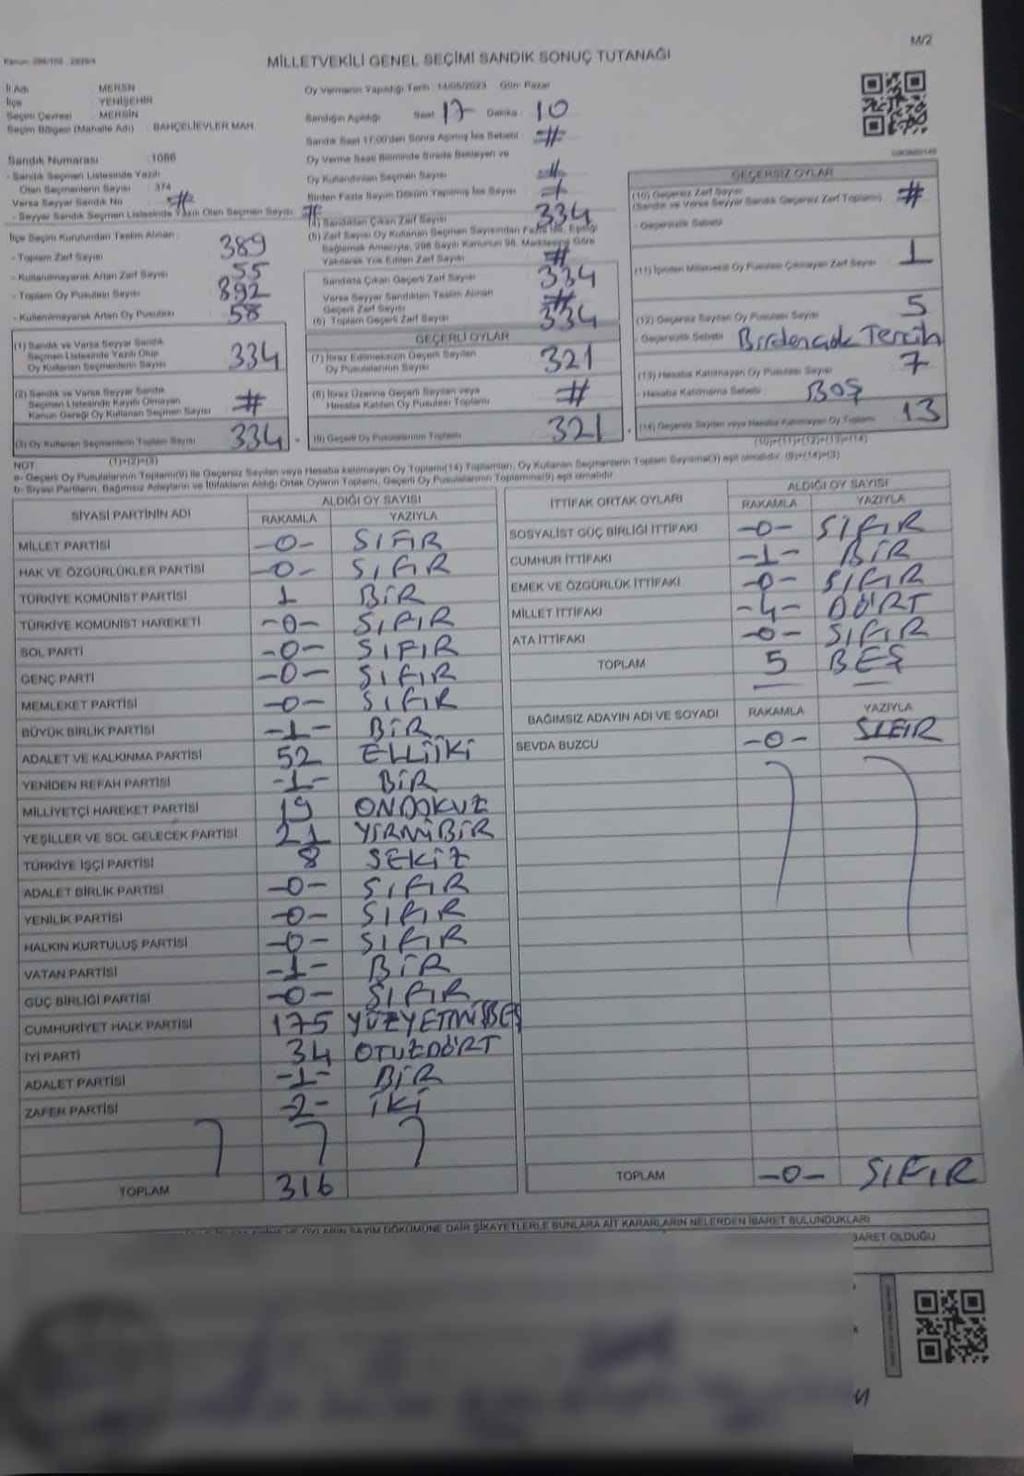 M/2
MİLLETVEKİLİ GENEL SEÇİMİ SANDIK SONUÇ TUTANAĞI
İl Adı MERSİN
İlçe YENİŞEHİR
Seçim Çevresi MERSİN
Seçim Bölgesi (Mahalle Adı) BAHÇELİEVLER MAH.
Sandık Numarası 1086
- Sandık Seçmen Listesinde Yazılı
Olan Seçmenlerin Sayısı 374
Varsa Seyyar Sandık No #
- Seyyar Sandık Seçmen Listesinde Yazılı Olan Seçmen Sayısı #
İlçe Seçim Kurulundan Teslim Alınan
- Toplam Zarf Sayısı 389
- Kullanılmayarak Artan Zarf Sayısı 55
- Toplam Oy Pusulası Sayısı 892
- Kullanılmayarak Artan Oy Pusulası 58
(1) Sandık ve Varsa Seyyar Sandık
Seçmen Listesinde Yazılı Olup
Oy Kullanan Seçmenlerin Sayısı 334
(2) Sandık ve Varsa Seyyar Sandık
Seçmen Listesinde Kayıtlı Olmayan
Kanun Gereği Oy Kullanan Seçmen Sayısı #
(3) Oy Kullanan Seçmenlerin Toplam Sayısı 334
(1)+(2)=(3)
Oy Vermenin Yapıldığı Tarih : 14/05/2023 Gün: Pazar
Sandığın Açıldığı Saat 17 Dakika 10
Sandık Saat 17:00'den Sonra Açılmış İse Sebebi #
Oy Verme Saati Bitiminde Sırada Bekleyen ve
Oy Kullandırılan Seçmen Sayısı #
Birden Fazla Sayım Döküm Yapılmış İse Sayısı #
(4) Sandıktan Çıkan Zarf Sayısı 334
(5) Zarf Sayısı Oy Kullanan Seçmen Sayısından Fazla İse, Eşitliği
Sağlamak Amacıyla, 298 Sayılı Kanunun 98. Maddesine Göre
Yakılarak Yok Edilen Zarf Sayısı #
Sandıkta Çıkan Geçerli Zarf Sayısı 334
Varsa Seyyar Sandıktan Teslim Alınan
Geçerli Zarf Sayısı #
(6) Toplam Geçerli Zarf Sayısı 334
GEÇERLİ OYLAR
(7) İtiraz Edilmeksizin Geçerli Sayılan
Oy Pusulalarının Sayısı 321
(8) İtiraz Üzerine Geçerli Sayılan veya
Hesaba Katılan Oy Pusulası Toplamı #
(9) Geçerli Oy Pusulalarının Toplamı 321
GEÇERSİZ OYLAR
(10) Geçersiz Zarf Sayısı
(Sandık ve Varsa Seyyar Sandık Geçersiz Zarf Toplamı) #
- Geçersizlik Sebebi
(11) İçinden Milletvekili Oy Pusulası Çıkmayan Zarf Sayısı 1
(12) Geçersiz Sayılan Oy Pusulası Sayısı 5
- Geçersizlik Sebebi Birdençok Tercih
(13) Hesaba Katılmayan Oy Pusulası Sayısı 7
- Hesaba Katılmama Sebebi BOŞ
(14) Geçersiz Sayılan veya Hesaba Katılmayan Oy Toplamı 13
(10)+(11)+(12)+(13)=(14)
NOT
a- Geçerli Oy Pusulalarının Toplamı(9) ile Geçersiz Sayılan veya Hesaba katılmayan Oy Toplamı(14) Toplamları, Oy Kullanan Seçmenlerin Toplam Sayısına(3) eşit olmalıdır. (9)+(14)=(3)
b- Siyasi Partilerin, Bağımsız Adayların ve İttifakların Aldığı Ortak Oyların Toplamı, Geçerli Oy Pusulalarının Toplamına(9) eşit olmalıdır
SİYASİ PARTİNİN ADI ALDIĞI OY SAYISI
RAKAMLA YAZIYLA
MİLLET PARTİSİ -0- SIFIR
HAK VE ÖZGÜRLÜKLER PARTİSİ -0- SIFIR
TÜRKİYE KOMÜNİST PARTİSİ 1 BİR
TÜRKİYE KOMÜNİST HAREKETİ -0- SIFIR
SOL PARTİ -0- SIFIR
GENÇ PARTİ -0- SIFIR
MEMLEKET PARTİSİ -0- SIFIR
BÜYÜK BİRLİK PARTİSİ -1- BİR
ADALET VE KALKINMA PARTİSİ 52 ELLİİKİ
YENİDEN REFAH PARTİSİ -1- BİR
MİLLİYETÇİ HAREKET PARTİSİ 19 ONDOKUZ
YEŞİLLER VE SOL GELECEK PARTİSİ 21 YİRMİBİR
TÜRKİYE İŞÇİ PARTİSİ 8 SEKİZ
ADALET BİRLİK PARTİSİ -0- SIFIR
YENİLİK PARTİSİ -0- SIFIR
HALKIN KURTULUŞ PARTİSİ -0- SIFIR
VATAN PARTİSİ -1- BİR
GÜÇ BİRLİĞİ PARTİSİ -0- SIFIR
CUMHURİYET HALK PARTİSİ 175 YÜZYETMİŞBEŞ
İYİ PARTİ 34 OTUZDÖRT
ADALET PARTİSİ -1- BİR
ZAFER PARTİSİ -2- İKİ
TOPLAM 316
İTTİFAK ORTAK OYLARI ALDIĞI OY SAYISI
RAKAMLA YAZIYLA
SOSYALİST GÜÇ BİRLİĞİ İTTİFAKI -0- SIFIR
CUMHUR İTTİFAKI -1- BİR
EMEK VE ÖZGÜRLÜK İTTİFAKI -0- SIFIR
MİLLET İTTİFAKI -4- DÖRT
ATA İTTİFAKI -0- SIFIR
TOPLAM 5 BEŞ
BAĞIMSIZ ADAYIN ADI VE SOYADI RAKAMLA YAZIYLA
SEVDA BUZCU -0- SIFIR
TOPLAM -0- SIFIR
OYLARIN SAYIM DÖKÜMÜNE DAİR ŞİKAYETLERLE BUNLARA AİT KARARLARIN NELERDEN İBARET BULUNDUKLARI
BARET OLDUĞU